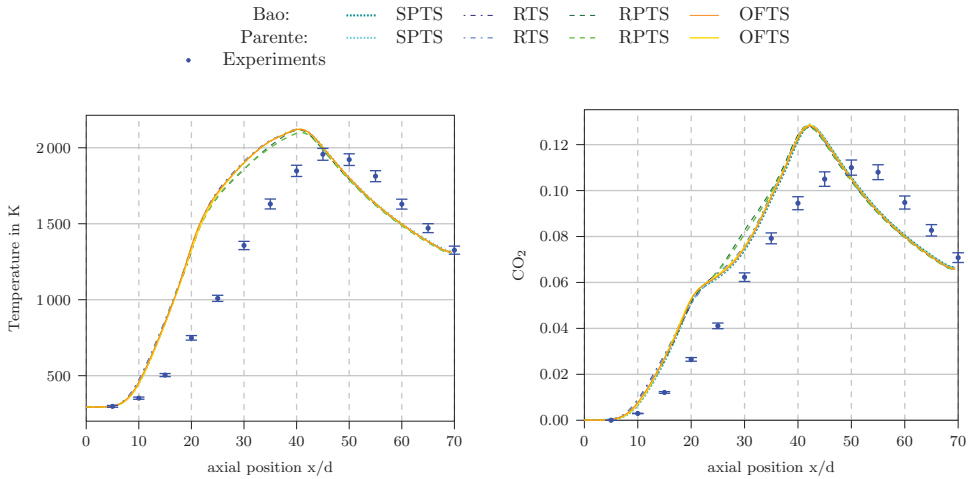 Bao: SPTS RTS RPTS OFTS
Parente: SPTS RTS RPTS OFTS
Experiments
Temperature in K
2 000
1 500
1 000
500
0 10 20 30 40 50 60 70
axial position x/d
CO2
0.12
0.10
0.08
0.06
0.04
0.02
0.00
0 10 20 30 40 50 60 70
axial position x/d